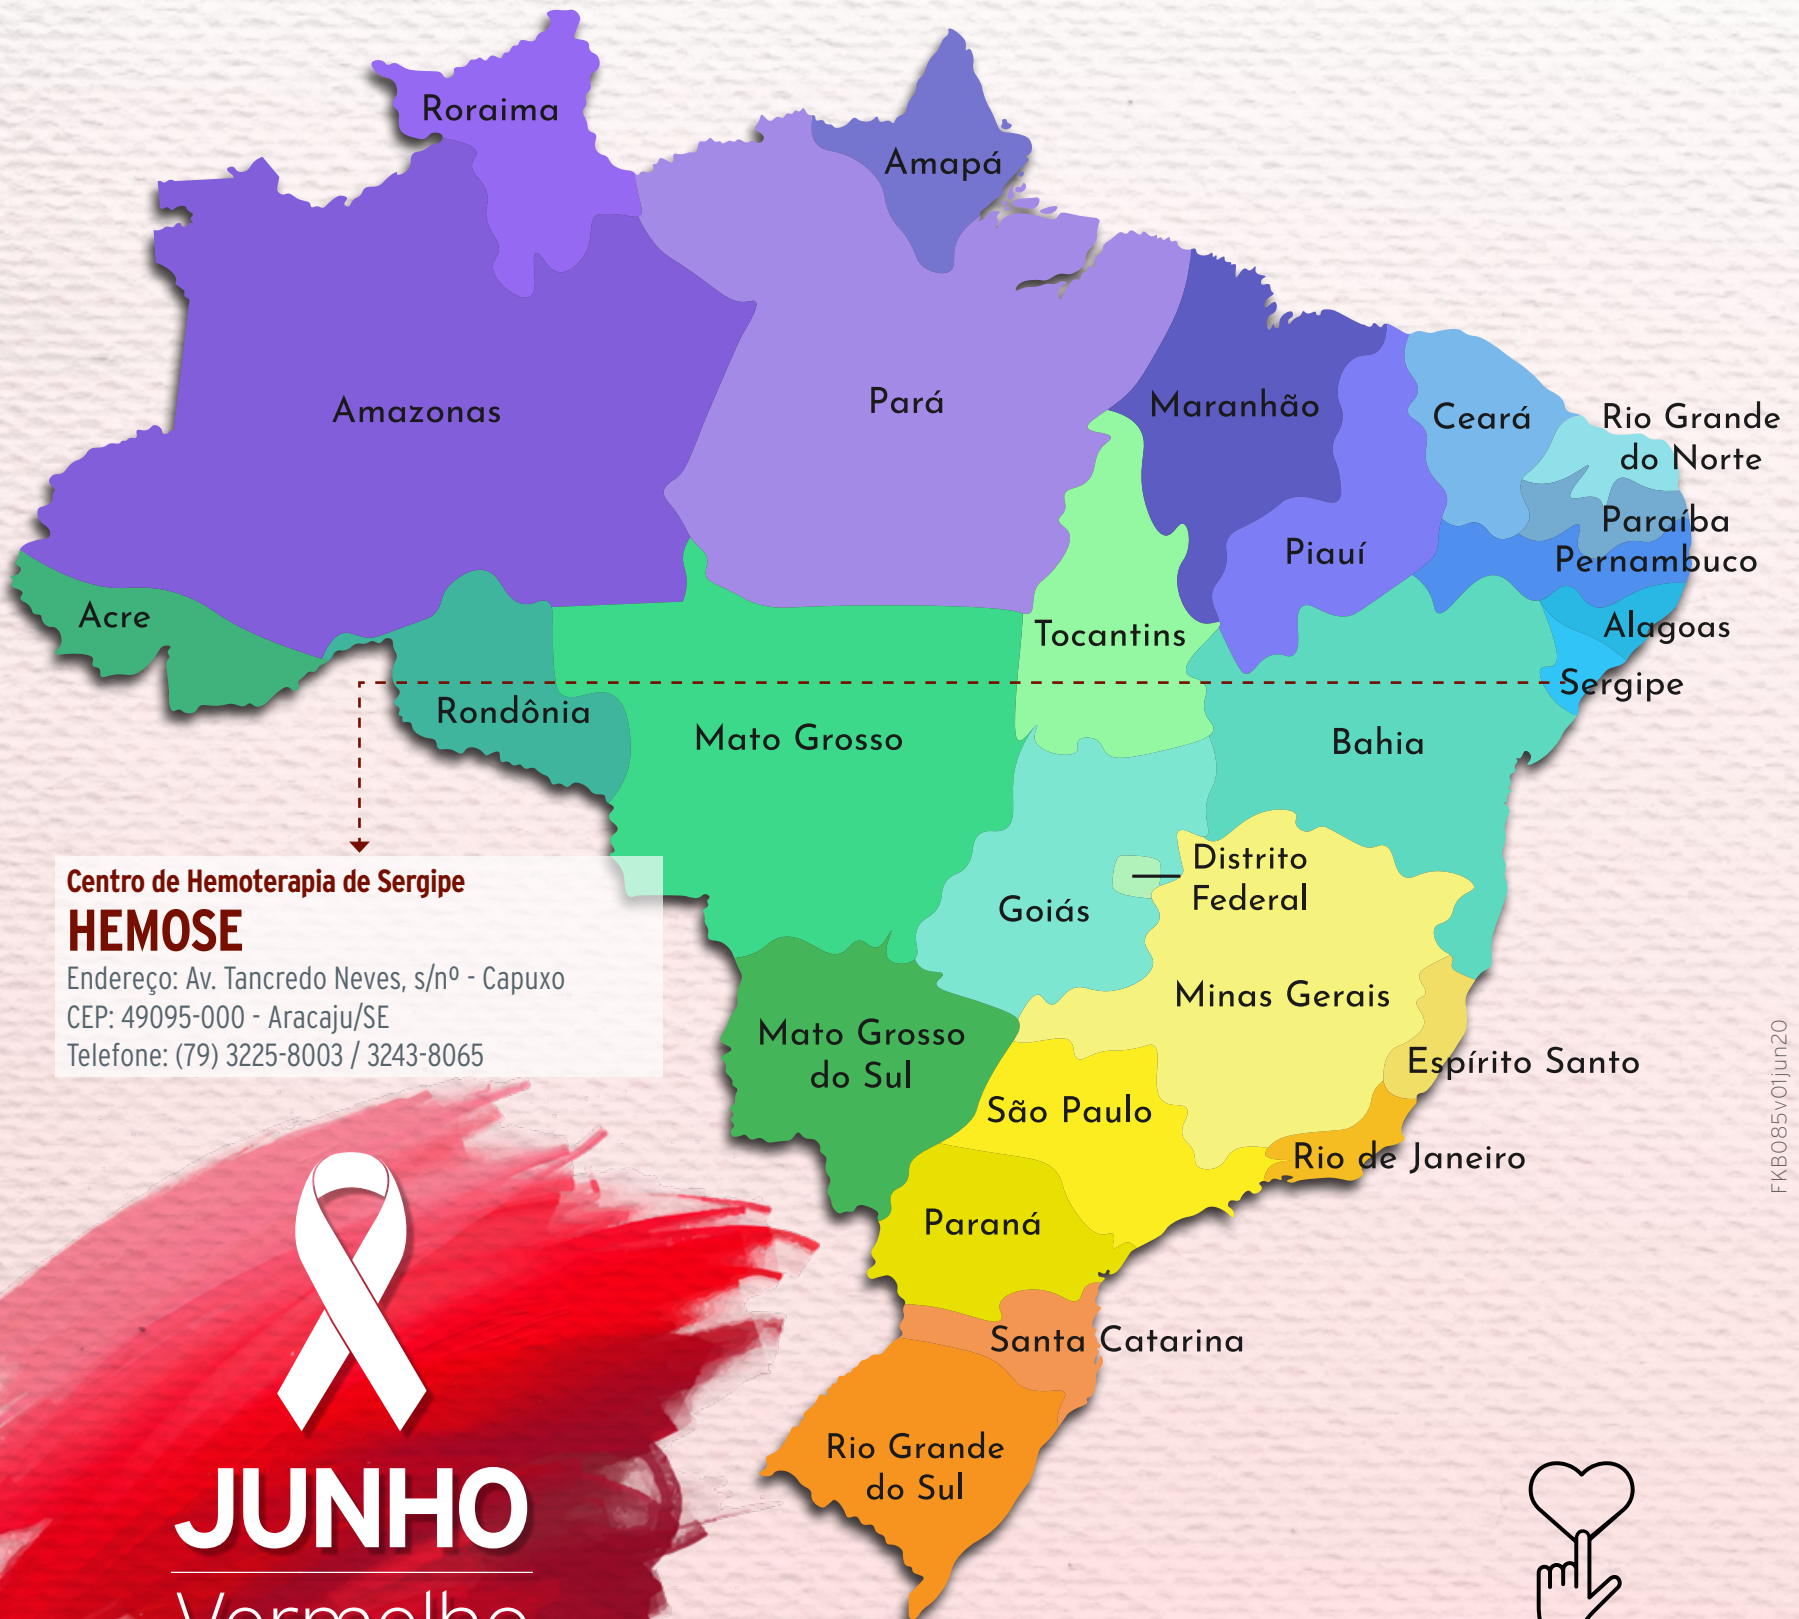 Roraima
Amapá
Amazonas
Pará
Maranhão
Ceará
Rio Grande
do Norte
Paraíba
Piauí
Pernambuco
Acre
Tocantins
Alagoas
Sergipe
Rondônia
Mato Grosso
Bahia
Distrito
Federal
Goiás
Centro de Hemoterapia de Sergipe
HEMOSE
Endereço: Av. Tancredo Neves, s/nº - Capuxo
CEP: 49095-000 - Aracaju/SE
Telefone: (79) 3225-8003 / 3243-8065
Minas Gerais
Mato Grosso
do Sul
Espírito Santo
São Paulo
Rio de Janeiro
Paraná
Santa Catarina
Rio Grande
do Sul
FKB085v01jun20
JUNHO
Vermelho